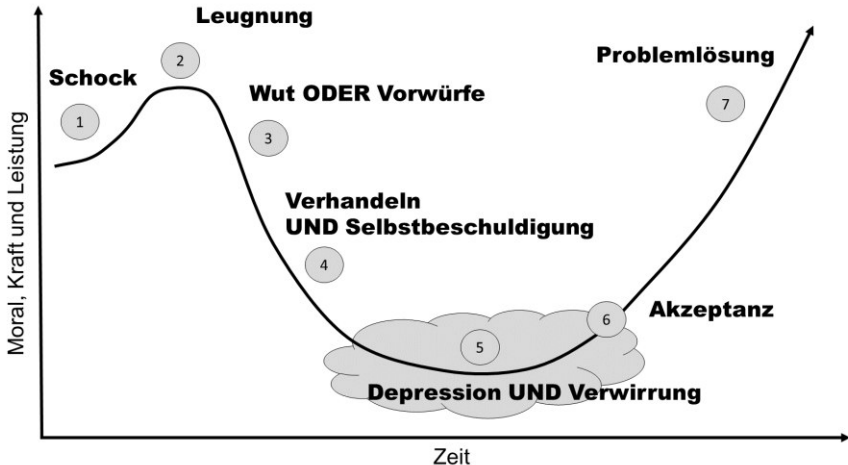 Leugnung
2
Schock
1
Wut ODER Vorwürfe
3
Problemlösung
7
Verhandeln
UND Selbstbeschuldigung
4
Akzeptanz
6
5
Depression UND Verwirrung
Moral, Kraft und Leistung
Zeit